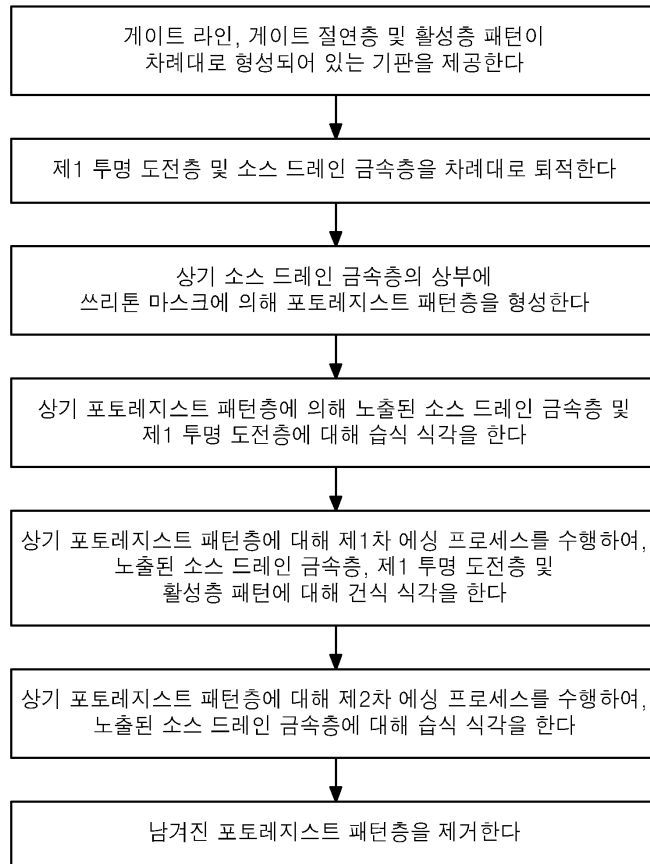 게이트 라인, 게이트 절연층 및 활성층 패턴이
차례대로 형성되어 있는 기판을 제공한다
제1 투명 도전층 및 소스 드레인 금속층을 차례대로 퇴적한다
상기 소스 드레인 금속층의 상부에
쓰리톤 마스크에 의해 포토레지스트 패턴층을 형성한다
상기 포토레지스트 패턴층에 의해 노출된 소스 드레인 금속층 및
제1 투명 도전층에 대해 습식 식각을 한다
상기 포토레지스트 패턴층에 대해 제1차 에싱 프로세스를 수행하여,
노출된 소스 드레인 금속층, 제1 투명 도전층 및
활성층 패턴에 대해 건식 식각을 한다
상기 포토레지스트 패턴층에 대해 제2차 에싱 프로세스를 수행하여,
노출된 소스 드레인 금속층에 대해 습식 식각을 한다
남겨진 포토레지스트 패턴층을 제거한다